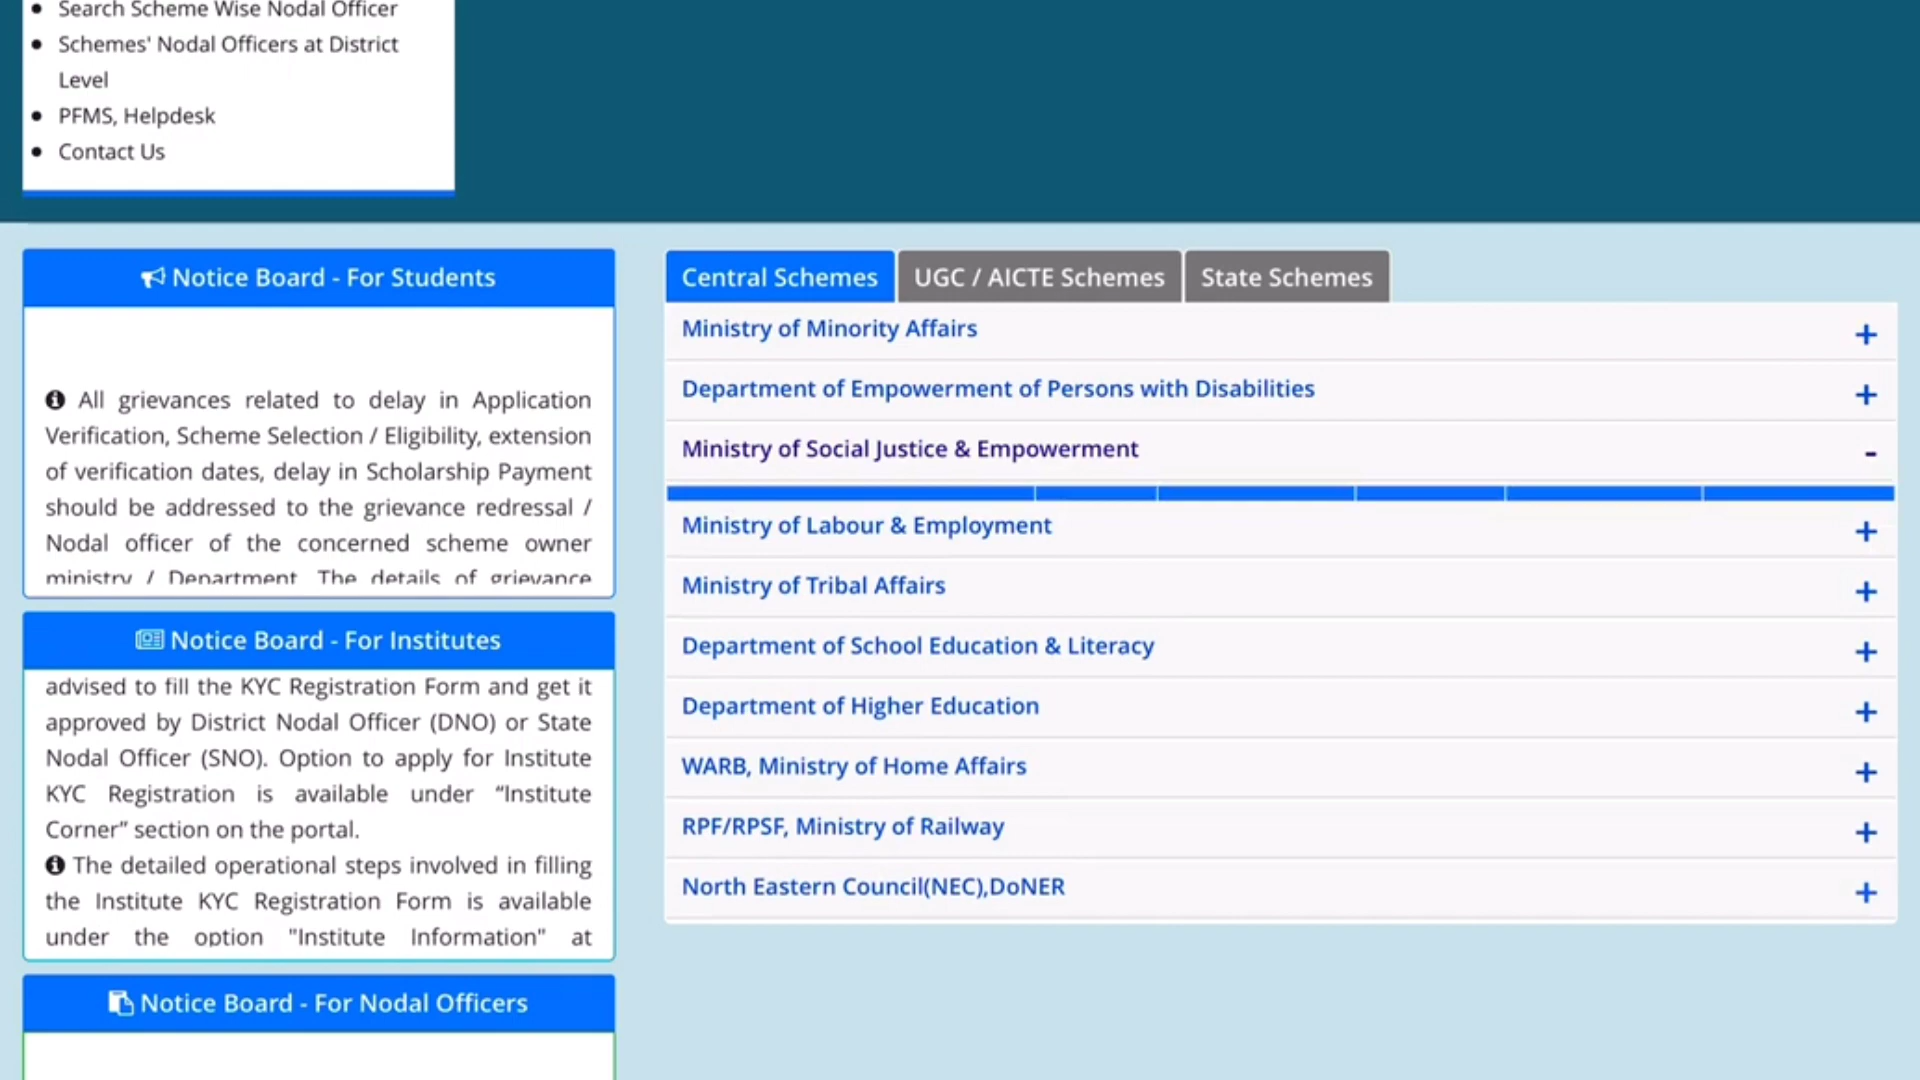 Search Scheme Wise Nodal Officer
Schemes' Nodal Officers at District
Level
PFMS, Helpdesk
Contact Us
Notice Board - For Students
All grievances related to delay in Application
Verification, Scheme Selection / Eligibility, extension
of verification dates, delay in Scholarship Payment
should be addressed to the grievance redressal /
Nodal officer of the concerned scheme owner
ministry / Department. The details of grievance
Notice Board - For Institutes
advised to fill the KYC Registration Form and get it
approved by District Nodal Officer (DNO) or State
Nodal Officer (SNO). Option to apply for Institute
KYC Registration is available under “Institute
Corner” section on the portal.
The detailed operational steps involved in filling
the Institute KYC Registration Form is available
under the option "Institute Information" at
Notice Board - For Nodal Officers
Central Schemes
UGC / AICTE Schemes
State Schemes
Ministry of Minority Affairs +
Department of Empowerment of Persons with Disabilities +
Ministry of Social Justice & Empowerment -
Ministry of Labour & Employment +
Ministry of Tribal Affairs +
Department of School Education & Literacy +
Department of Higher Education +
WARB, Ministry of Home Affairs +
RPF/RPSF, Ministry of Railway +
North Eastern Council(NEC),DoNER +